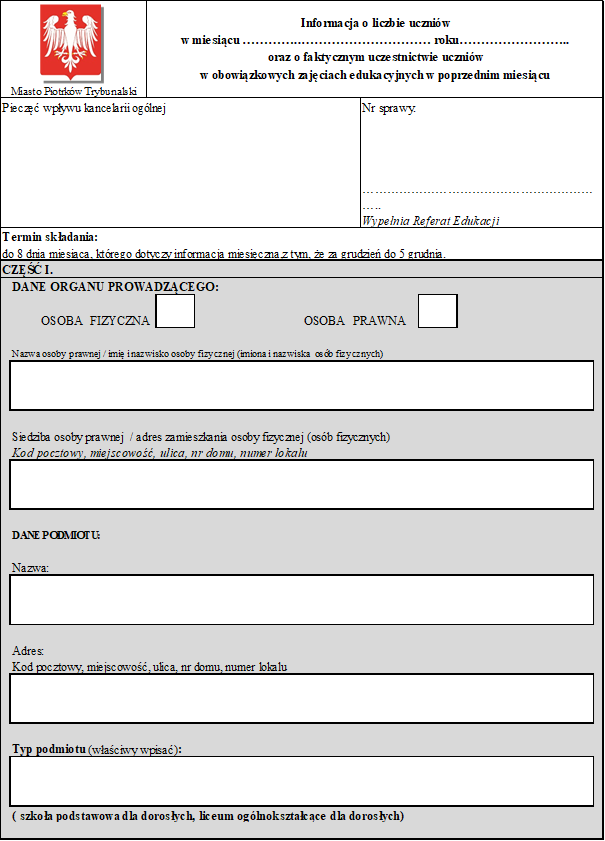 Informacja o liczbie uczniów
w miesiącu …………..………………………… roku……………………..
oraz o faktycznym uczestnictwie uczniów
w obowiązkowych zajęciach edukacyjnych w poprzednim miesiącu
Miasto Piotrków Trybunalski
Pieczęć wpływu kancelarii ogólnej
Nr sprawy:
………………………………………………
…..
Wypełnia Referat Edukacji
Termin składania:
do 8 dnia miesiąca, którego dotyczy informacja miesięczna,z tym, że za grudzień do 5 grudnia.
CZĘŚĆ I.
DANE ORGANU PROWADZĄCEGO:
OSOBA FIZYCZNA
OSOBA PRAWNA
Nazwa osoby prawnej / imię i nazwisko osoby fizycznej (imiona i nazwiska osób fizycznych)
Siedziba osoby prawnej / adres zamieszkania osoby fizycznej (osób fizycznych)
Kod pocztowy, miejscowość, ulica, nr domu, numer lokalu
DANE PODMIOTU:
Nazwa:
Adres:
Kod pocztowy, miejscowość, ulica, nr domu, numer lokalu
Typ podmiotu (właściwy wpisać):
( szkoła podstawowa dla dorosłych, liceum ogólnokształcące dla dorosłych)